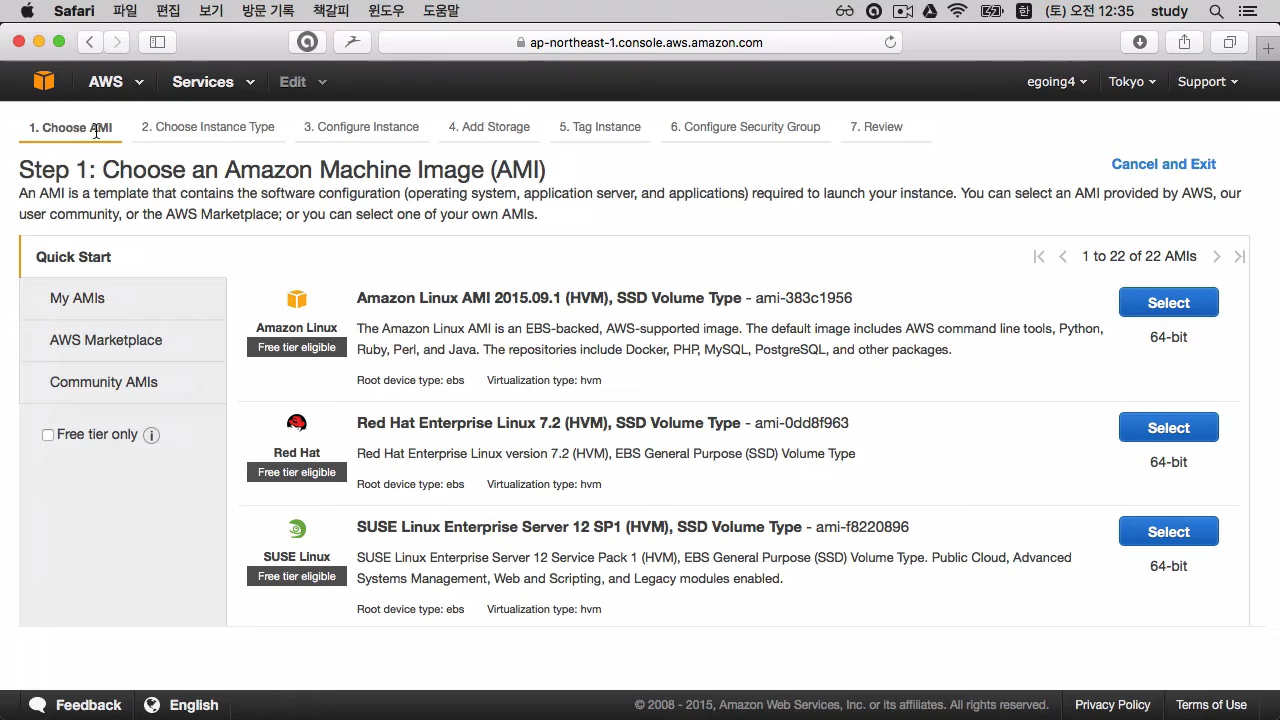 Safari 파일 편집 보기 방문 기록 책갈피 윈도우 도움말 한 (토) 오전 12:35 study
ap-northeast-1.console.aws.amazon.com
AWS Services Edit egoing4 Tokyo Support
1. Choose AMI 2. Choose Instance Type 3. Configure Instance 4. Add Storage 5. Tag Instance 6. Configure Security Group 7. Review
Step 1: Choose an Amazon Machine Image (AMI)
Cancel and Exit
An AMI is a template that contains the software configuration (operating system, application server, and applications) required to launch your instance. You can select an AMI provided by AWS, our
user community, or the AWS Marketplace; or you can select one of your own AMIs.
Quick Start
1 to 22 of 22 AMIs
My AMIs
AWS Marketplace
Community AMIs
Free tier only
Amazon Linux
Free tier eligible
Amazon Linux AMI 2015.09.1 (HVM), SSD Volume Type - ami-383c1956
The Amazon Linux AMI is an EBS-backed, AWS-supported image. The default image includes AWS command line tools, Python,
Ruby, Perl, and Java. The repositories include Docker, PHP, MySQL, PostgreSQL, and other packages.
Root device type: ebs Virtualization type: hvm
Select
64-bit
Red Hat
Free tier eligible
Red Hat Enterprise Linux 7.2 (HVM), SSD Volume Type - ami-0dd8f963
Red Hat Enterprise Linux version 7.2 (HVM), EBS General Purpose (SSD) Volume Type
Root device type: ebs Virtualization type: hvm
Select
64-bit
SUSE Linux
Free tier eligible
SUSE Linux Enterprise Server 12 SP1 (HVM), SSD Volume Type - ami-f8220896
SUSE Linux Enterprise Server 12 Service Pack 1 (HVM), EBS General Purpose (SSD) Volume Type. Public Cloud, Advanced
Systems Management, Web and Scripting, and Legacy modules enabled.
Root device type: ebs Virtualization type: hvm
Select
64-bit
Feedback English © 2008 - 2015, Amazon Web Services, Inc. or its affiliates. All rights reserved. Privacy Policy Terms of Use